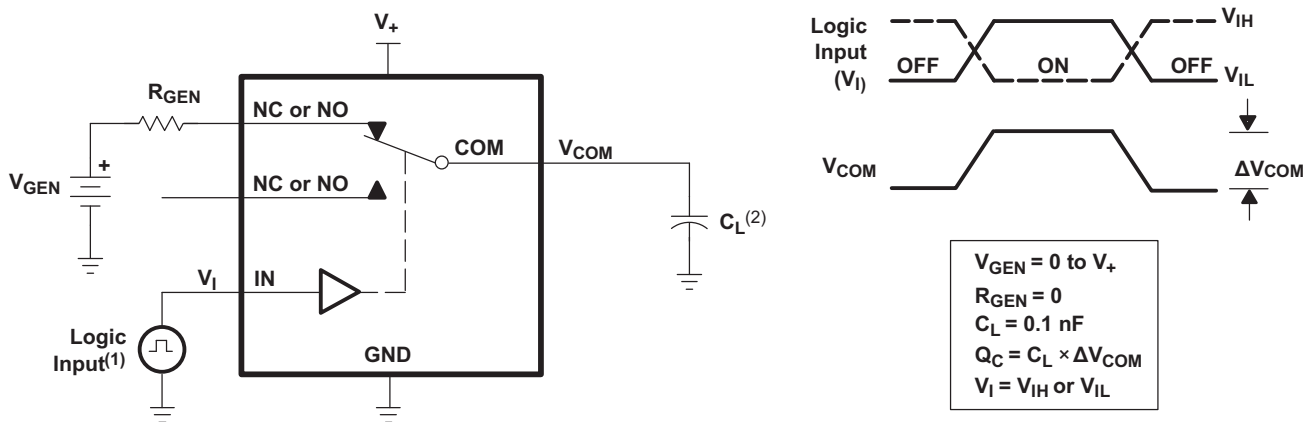 V+
RGEN
NC or NO
COM
VCOM
+
VGEN
NC or NO
CL(2)
VI
IN
Logic
Input(1)
GND
Logic
Input
(VI)
OFF
ON
OFF
VIH
VIL
VCOM
ΔVCOM
VGEN = 0 to V+
RGEN = 0
CL = 0.1 nF
QC = CL × ΔVCOM
VI = VIH or VIL